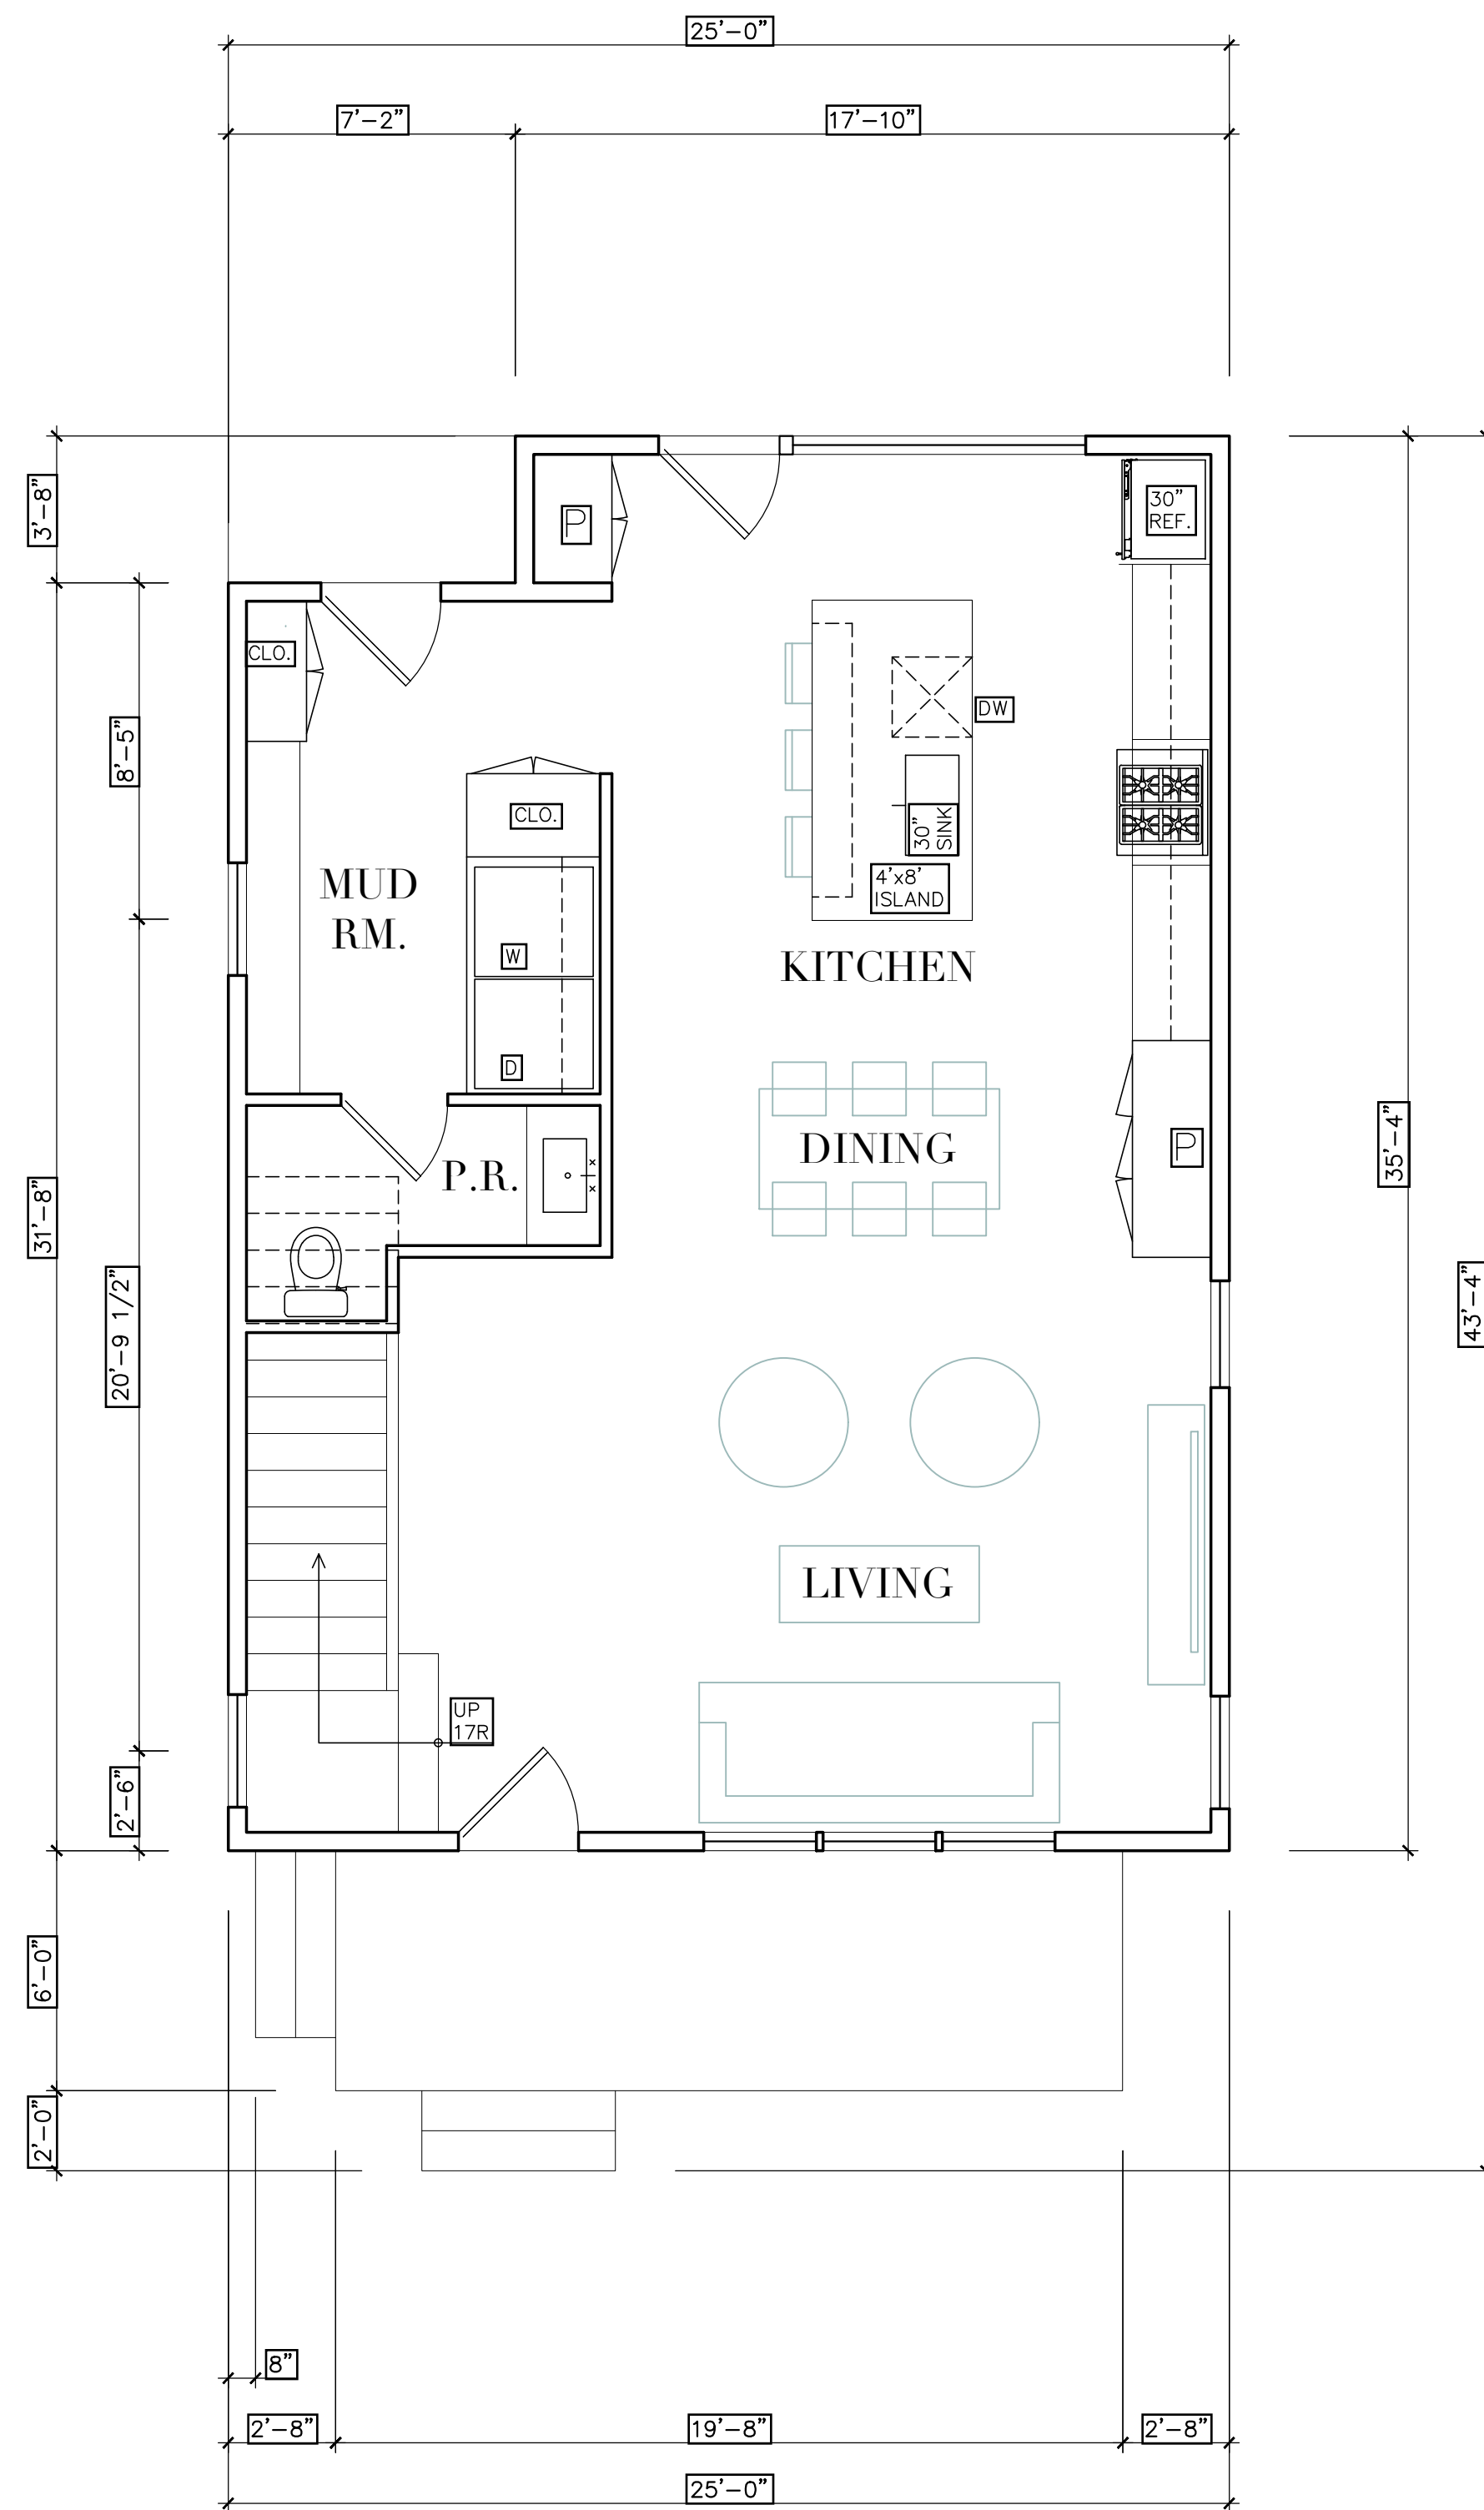 25'-0"
7'-2"
17'-10"
3'-8"
P
30"
REF.
CLO.
DW
8'-5"
CLO.
30"
SINK
4'x8'
ISLAND
MUD
RM.
W
KITCHEN
D
DINING
P
35'-4"
P.R.
31'-8"
20'-9 1/2"
43'-4"
LIVING
UP
17R
2'-6"
6'-0"
2'-0"
8"
2'-8"
19'-8"
2'-8"
25'-0"